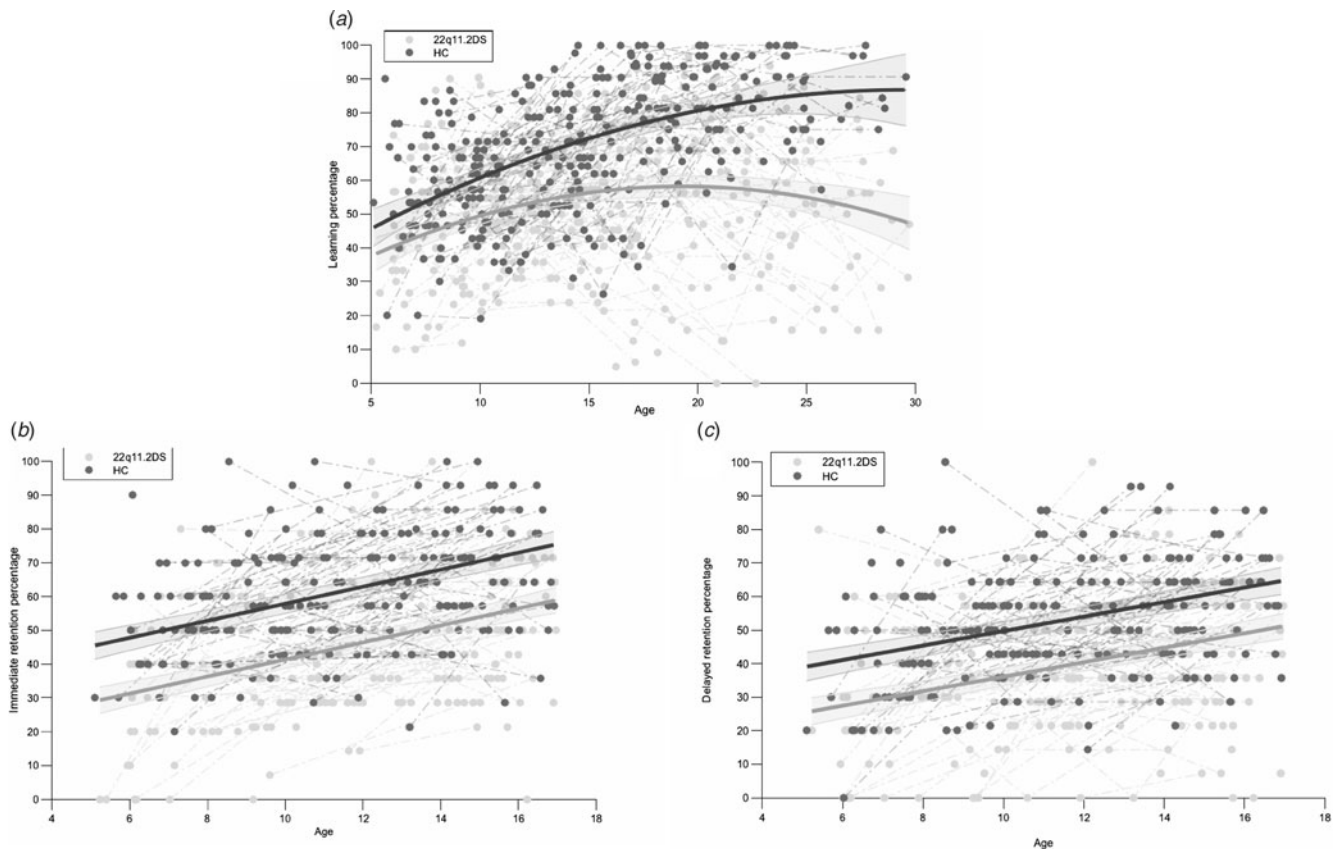 (a)
22q11.2DS
HC
100
90
80
70
60
50
40
30
20
10
0
Learning percentage
5 10 15 20 25 30
Age
(b)
22q11.2DS
HC
100
90
80
70
60
50
40
30
20
10
0
Immediate retention percentage
4 6 8 10 12 14 16 18
Age
(c)
22q11.2DS
HC
100
90
80
70
60
50
40
30
20
10
0
Delayed retention percentage
4 6 8 10 12 14 16 18
Age